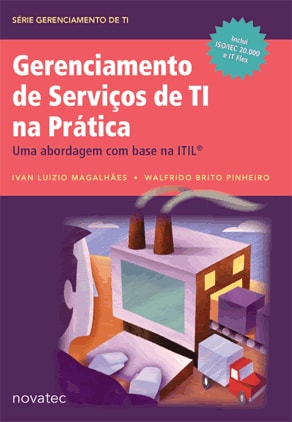 SÉRIE GERENCIAMENTO DE TI
Inclui
ISO/IEC 20.000
e IT Flex
Gerenciamento
de Serviços de TI
na Prática
Uma abordagem com base na ITIL®
IVAN LUIZIO MAGALHÃES • WALFRIDO BRITO PINHEIRO
novatec